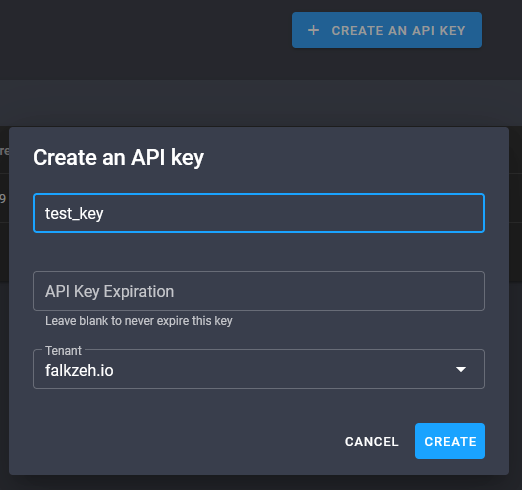 + CREATE AN API KEY
re
9
Create an API key
test_key
API Key Expiration
Leave blank to never expire this key
Tenant
falkzeh.io
CANCEL
CREATE